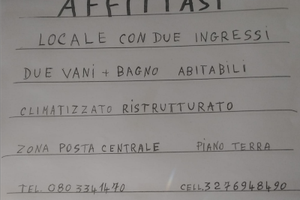 AFFITTASI
LOCALE CON DUE INGRESSI
DUE VANI + BAGNO ABITABILI
CLIMATIZZATO RISTRUTTURATO
ZONA POSTA CENTRALE PIANO TERRA
TEL. 080 3341470 CELL. 3276948490